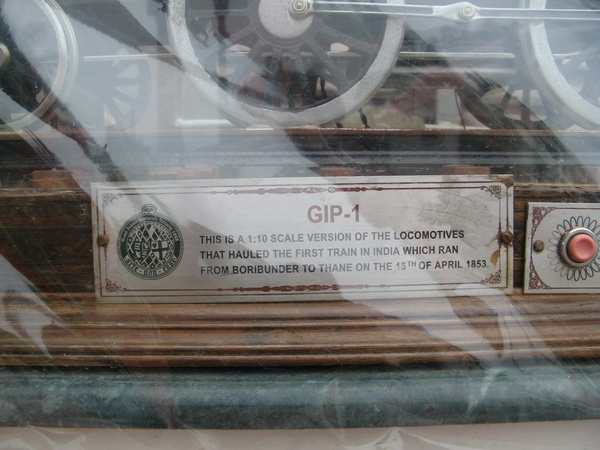 GIP-1
THIS IS A 1:10 SCALE VERSION OF THE LOCOMOTIVES
THAT HAULED THE FIRST TRAIN IN INDIA WHICH RAN
FROM BORIBUNDER TO THANE ON THE 15TH OF APRIL 1853.